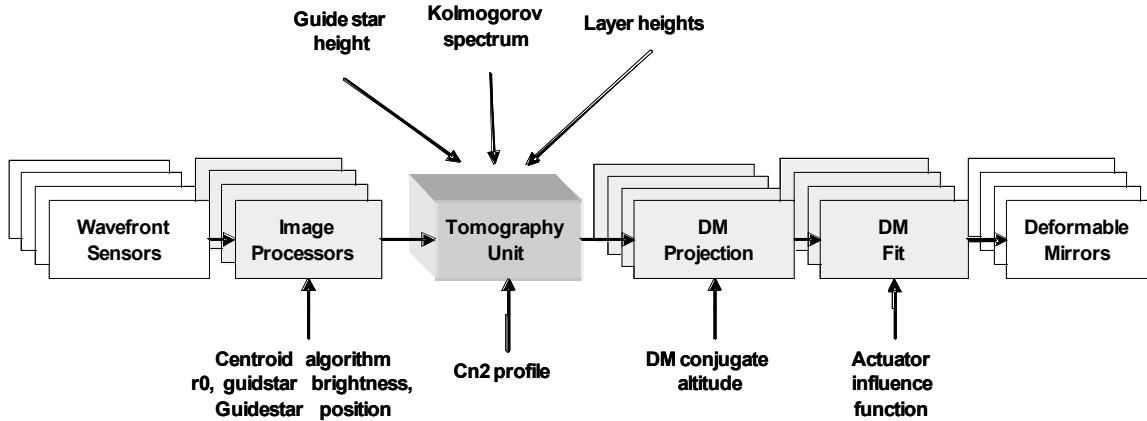 Guide star
height
Kolmogorov
spectrum
Layer heights
Wavefront
Sensors
Image
Processors
Tomography
Unit
DM
Projection
DM
Fit
Deformable
Mirrors
Centroid algorithm
r0, guidstar brightness,
Guidestar position
Cn2 profile
DM conjugate
altitude
Actuator
influence
function